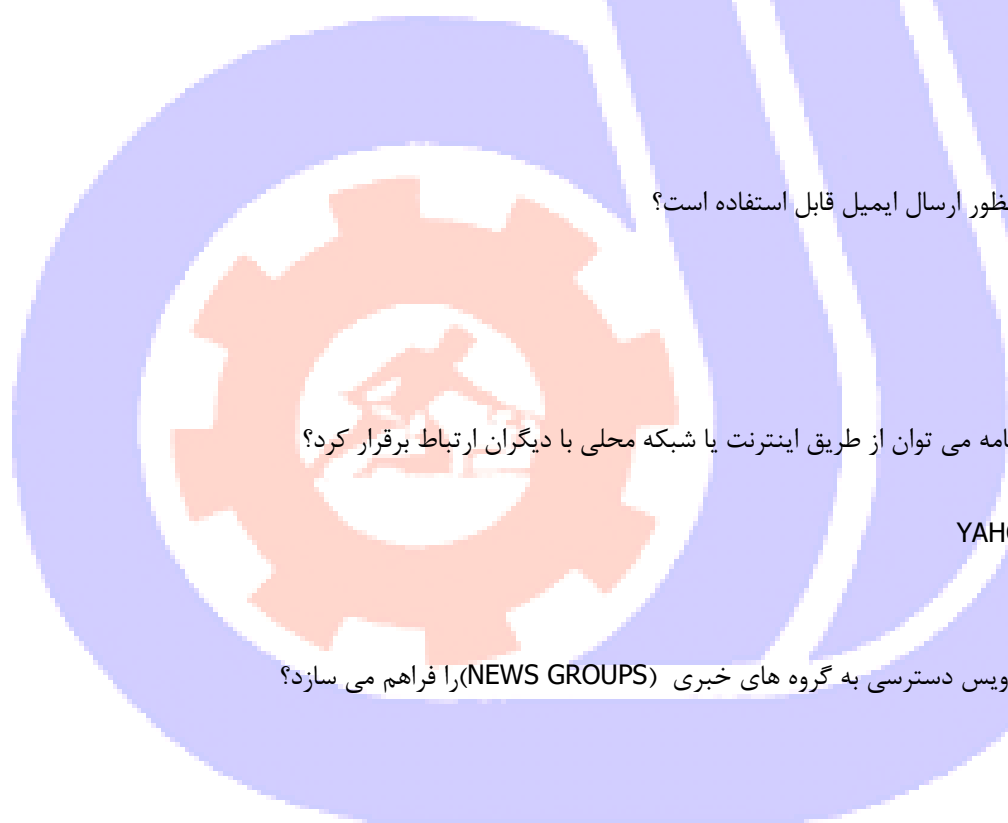 ظور ارسال ایمیل قابل استفاده است؟
امه می توان از طریق اینترنت یا شبکه محلی با دیگران ارتباط برقرار کرد؟
YAH
ویس دسترسی به گروه های خبری (NEWS GROUPS)را فراهم می سازد؟